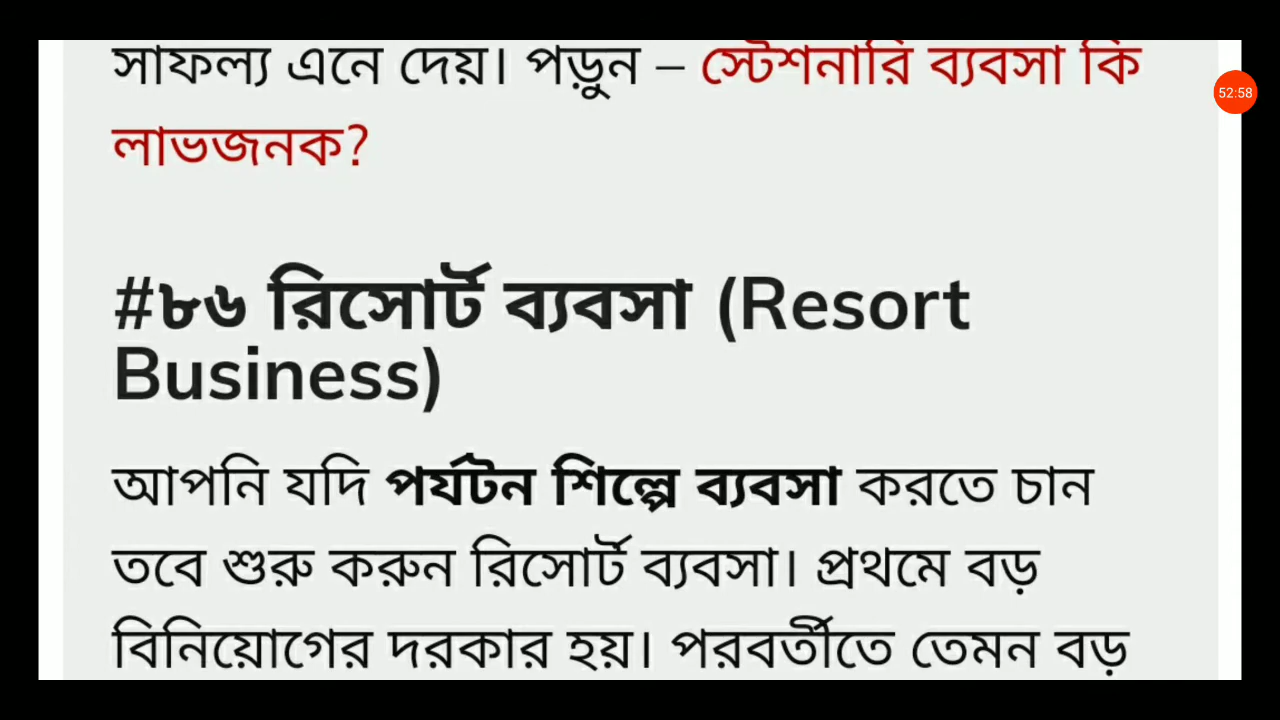 সাফল্য এনে দেয়। পড়ুন – স্টেশনারি ব্যবসা কি
লাভজনক?
52:58
#৮৬ রিসোর্ট ব্যবসা (Resort
Business)
আপনি যদি পর্যটন শিল্পে ব্যবসা করতে চান
তবে শুরু করুন রিসোর্ট ব্যবসা। প্রথমে বড়
বিনিয়োগের দরকার হয়। পরবর্তীতে তেমন বড়